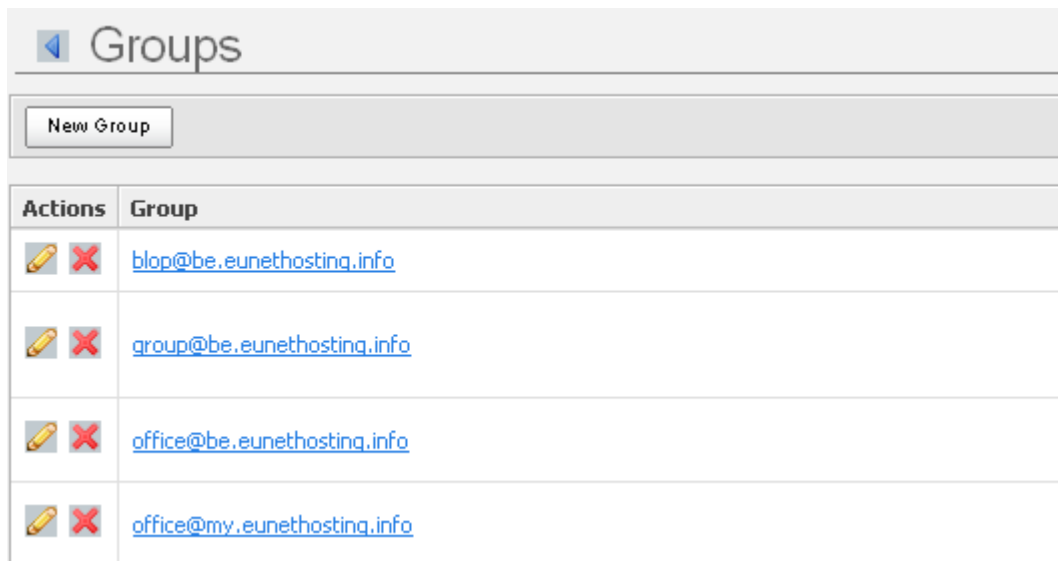 Groups
New Group
Actions Group
blop@be.eunethosting.info
group@be.eunethosting.info
office@be.eunethosting.info
office@my.eunethosting.info